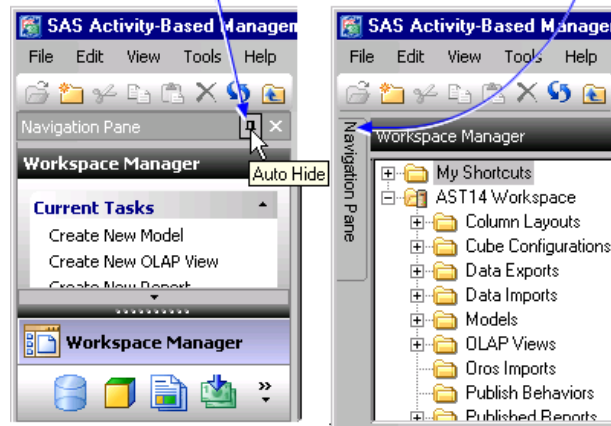 SAS Activity-Based Managem
File Edit View Tools Help
Navigation Pane
Auto Hide
Workspace Manager
Current Tasks
Create New Model
Create New OLAP View
Create New Report
Workspace Manager
SAS Activity-Based Manage
File Edit View Tools Help
Navigation Pane
Workspace Manager
My Shortcuts
AST14 Workspace
Column Layouts
Cube Configurations
Data Exports
Data Imports
Models
OLAP Views
Oros Imports
Publish Behaviors
Published Reports